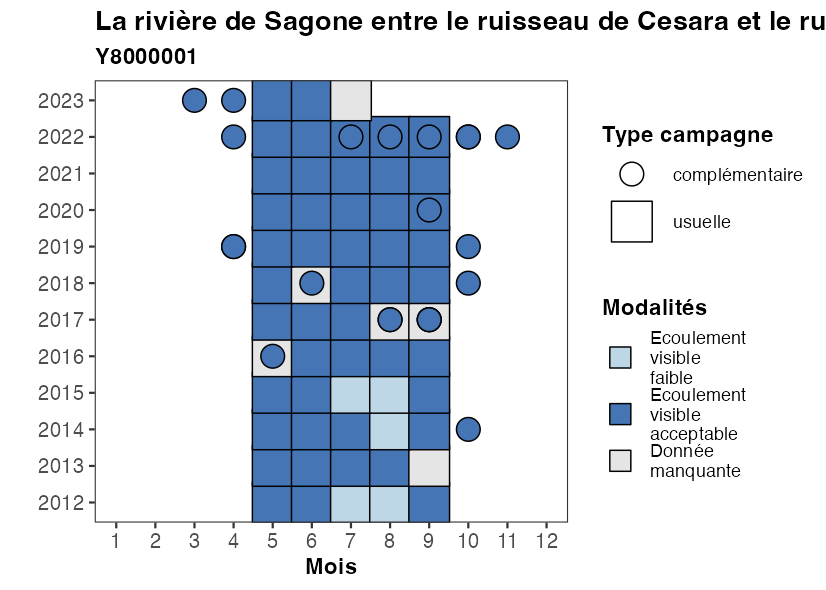 La rivière de Sagone entre le ruisseau de Cesara et le ru
Y8000001
2023
2022
2021
2020
2019
2018
2017
2016
2015
2014
2013
2012
1 2 3 4 5 6 7 8 9 10 11 12
Mois
Type campagne
complémentaire
usuelle
Modalités
Ecoulement
visible
faible
Ecoulement
visible
acceptable
Donnée
manquante